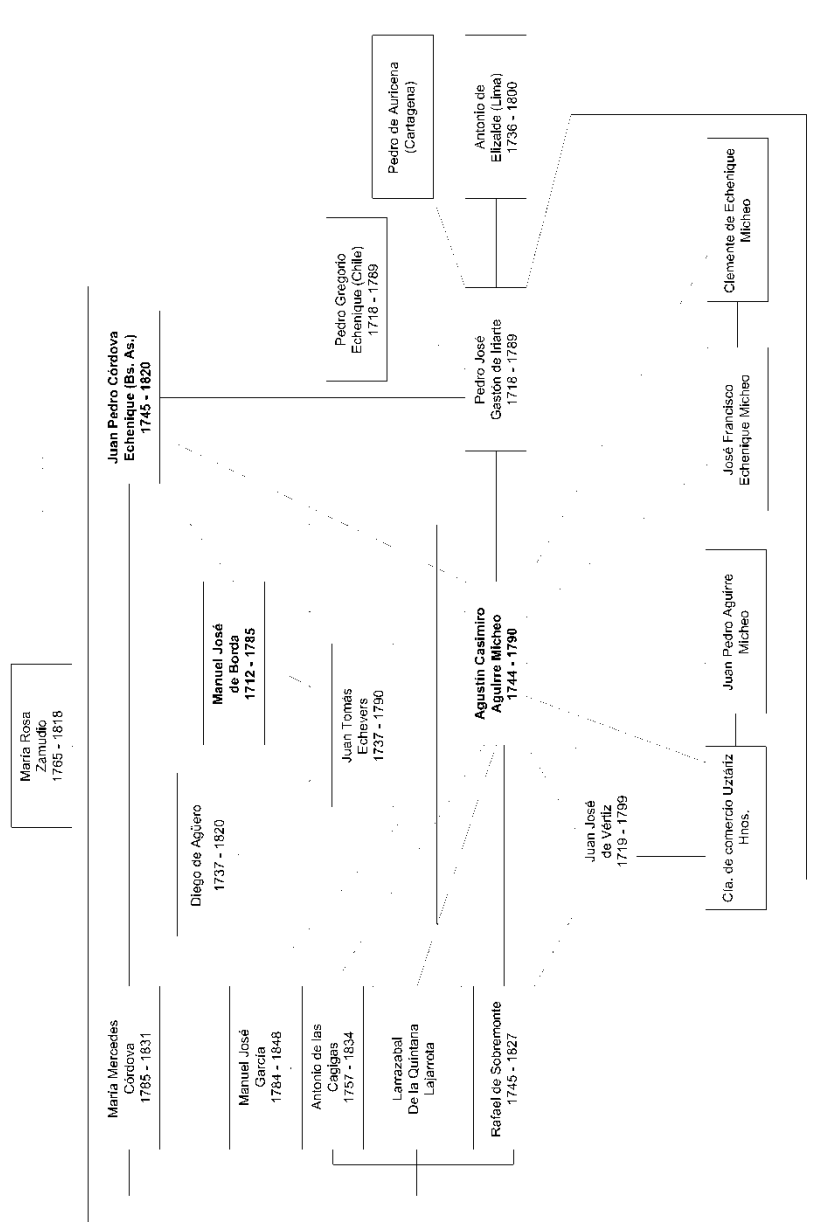 María Rosa
Zamudio
1765 - 1818
María Mercedes
Córdova
1785 - 1831
Juan Pedro Córdova
Echenique (Bs. As.)
1745 - 1820
Diego de Agüero
1737 - 1820
Manuel José
García
1784 - 1848
Manuel José
de Borda
1712 - 1785
Antonio de las
Cagigas
1757 - 1834
Juan Tomás
Echevers
1737 - 1790
Pedro Gregorio
Echenique (Chile)
1718 - 1789
Pedro de Auricena
(Cartagena)
Larrazabal
De la Quintana
Lajarrota
Rafael de Sobremonte
1745 - 1827
Agustín Casimiro
Aguirre Micheo
1744 - 1790
Pedro José
Gastón de Iriarte
1718 - 1789
Antonio de
Elizalde (Lima)
1736 - 1800
Juan José
de Vértiz
1719 - 1799
Cía. de comercio Uztáriz
Hnos.
Juan Pedro Aguirre
Micheo
José Francisco
Echenique Micheo
Clemente de Echenique
Micheo